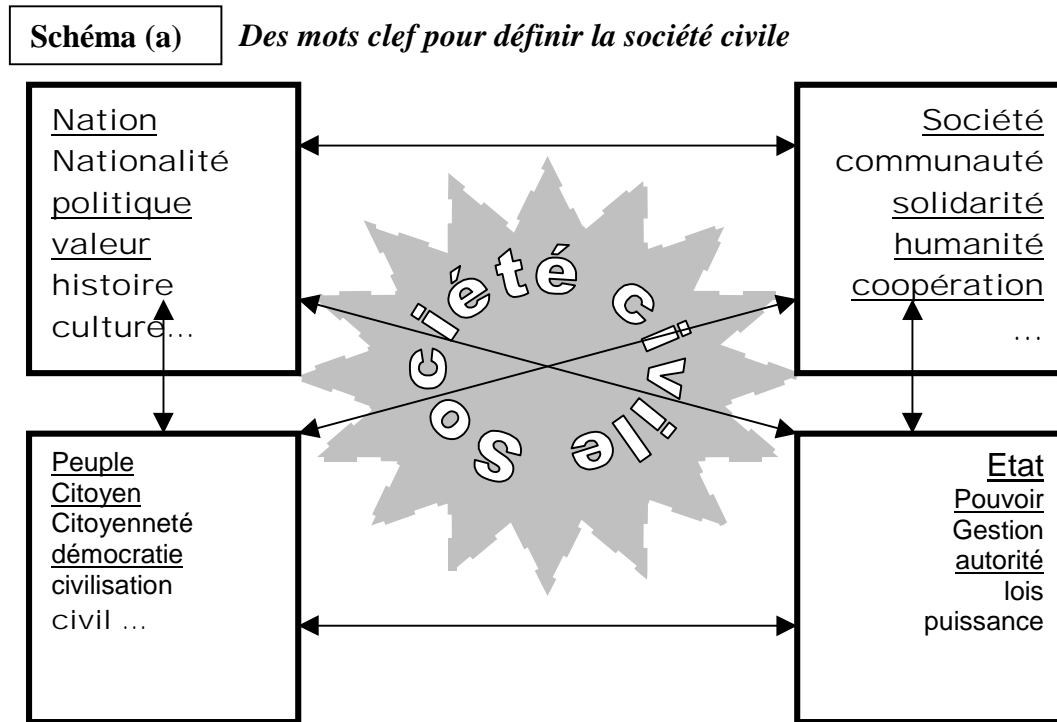 Schéma (a)
Des mots clef pour définir la société civile
Nation
Nationalité
politique
valeur
histoire
culture...
Société
communauté
solidarité
humanité
coopération
...
Société civile
Peuple
Citoyen
Citoyenneté
démocratie
civilisation
civil ...
Etat
Pouvoir
Gestion
autorité
lois
puissance